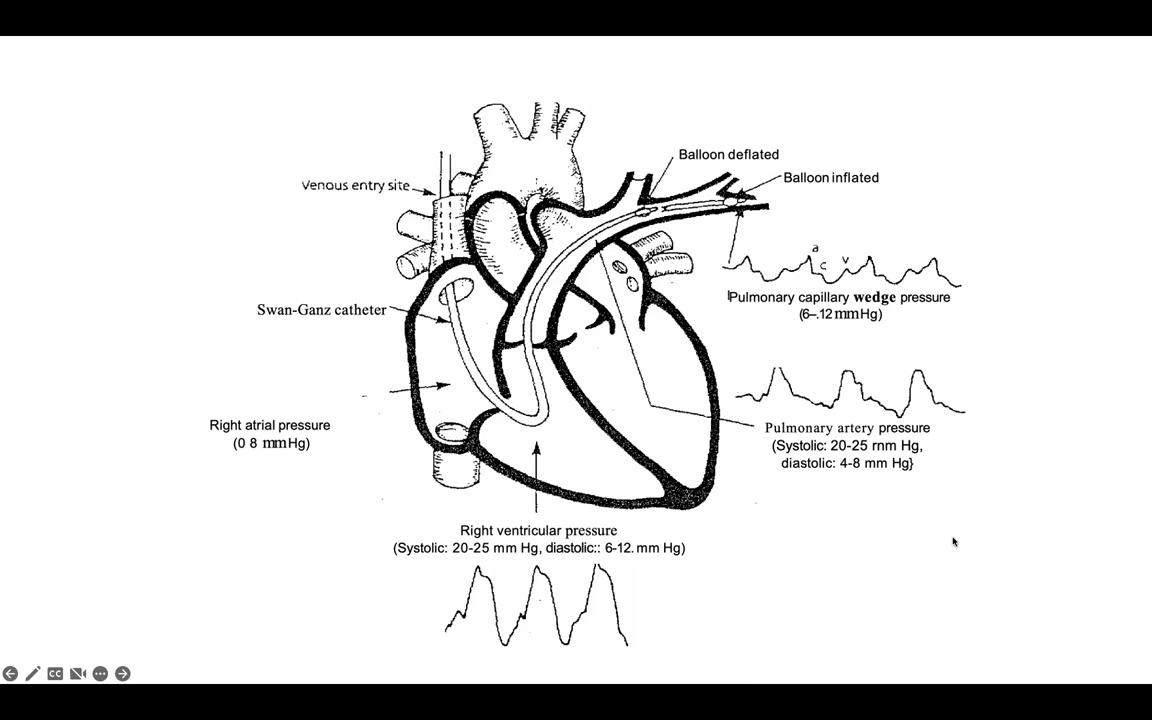 Balloon deflated
Balloon inflated
Venous entry site
a
c v
Pulmonary capillary wedge pressure
(6–.12 mmHg)
Swan-Ganz catheter
Right atrial pressure
(0 8 mmHg)
Pulmonary artery pressure
(Systolic: 20-25 rnm Hg,
diastolic: 4-8 mm Hg}
Right ventricular pressure
(Systolic: 20-25 mm Hg, diastolic:: 6-12. mm Hg)
CC